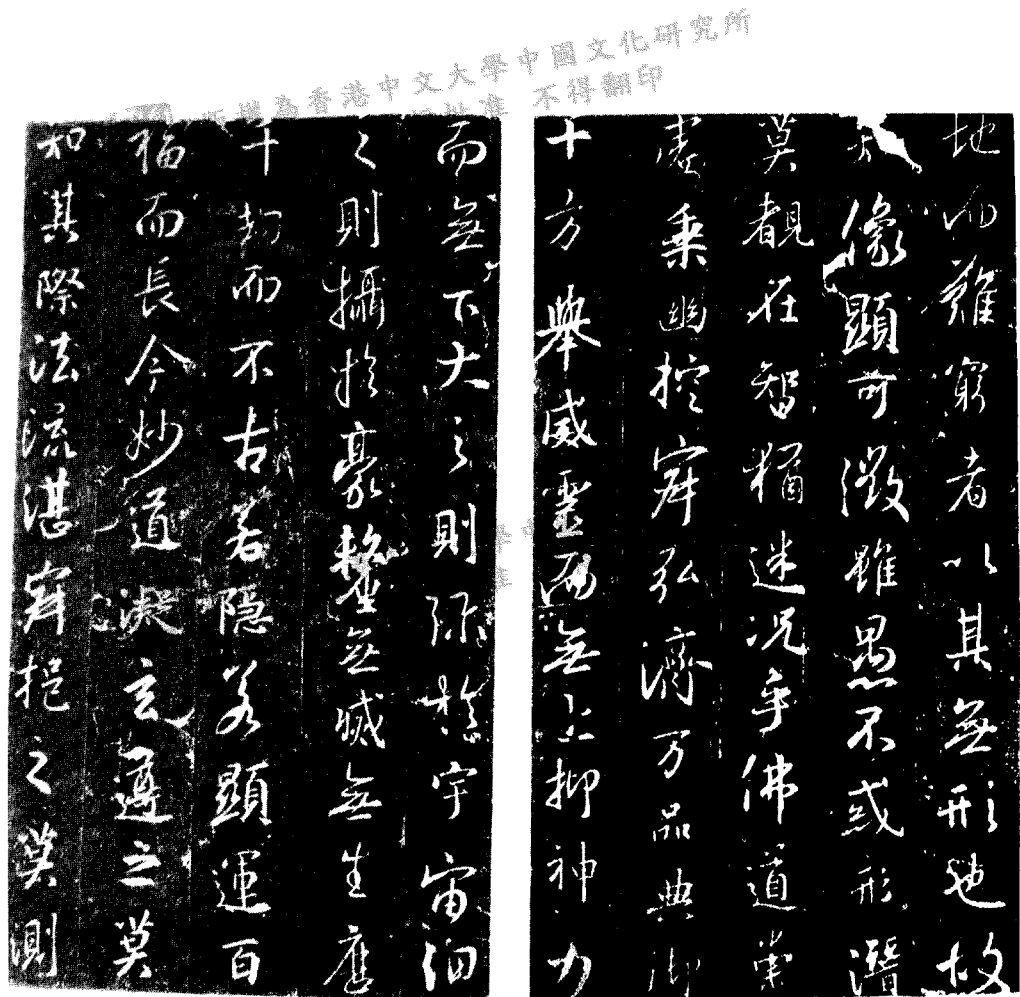 地而難窮者以其無形也故
知像顯可徵雖愚不惑形潛
莫覩在智猶迷況乎佛道崇
虛乘幽控寂弘濟万品典御
十方舉威靈而無上抑神力
而無下大之則彌於宇宙細
之則攝於豪釐無滅無生歷
千劫而不古若隱若顯運百
福而長今妙道凝玄遵之莫
知其際法流湛寂挹之莫測
版權為香港中文大學中國文化研究所
不得翻印